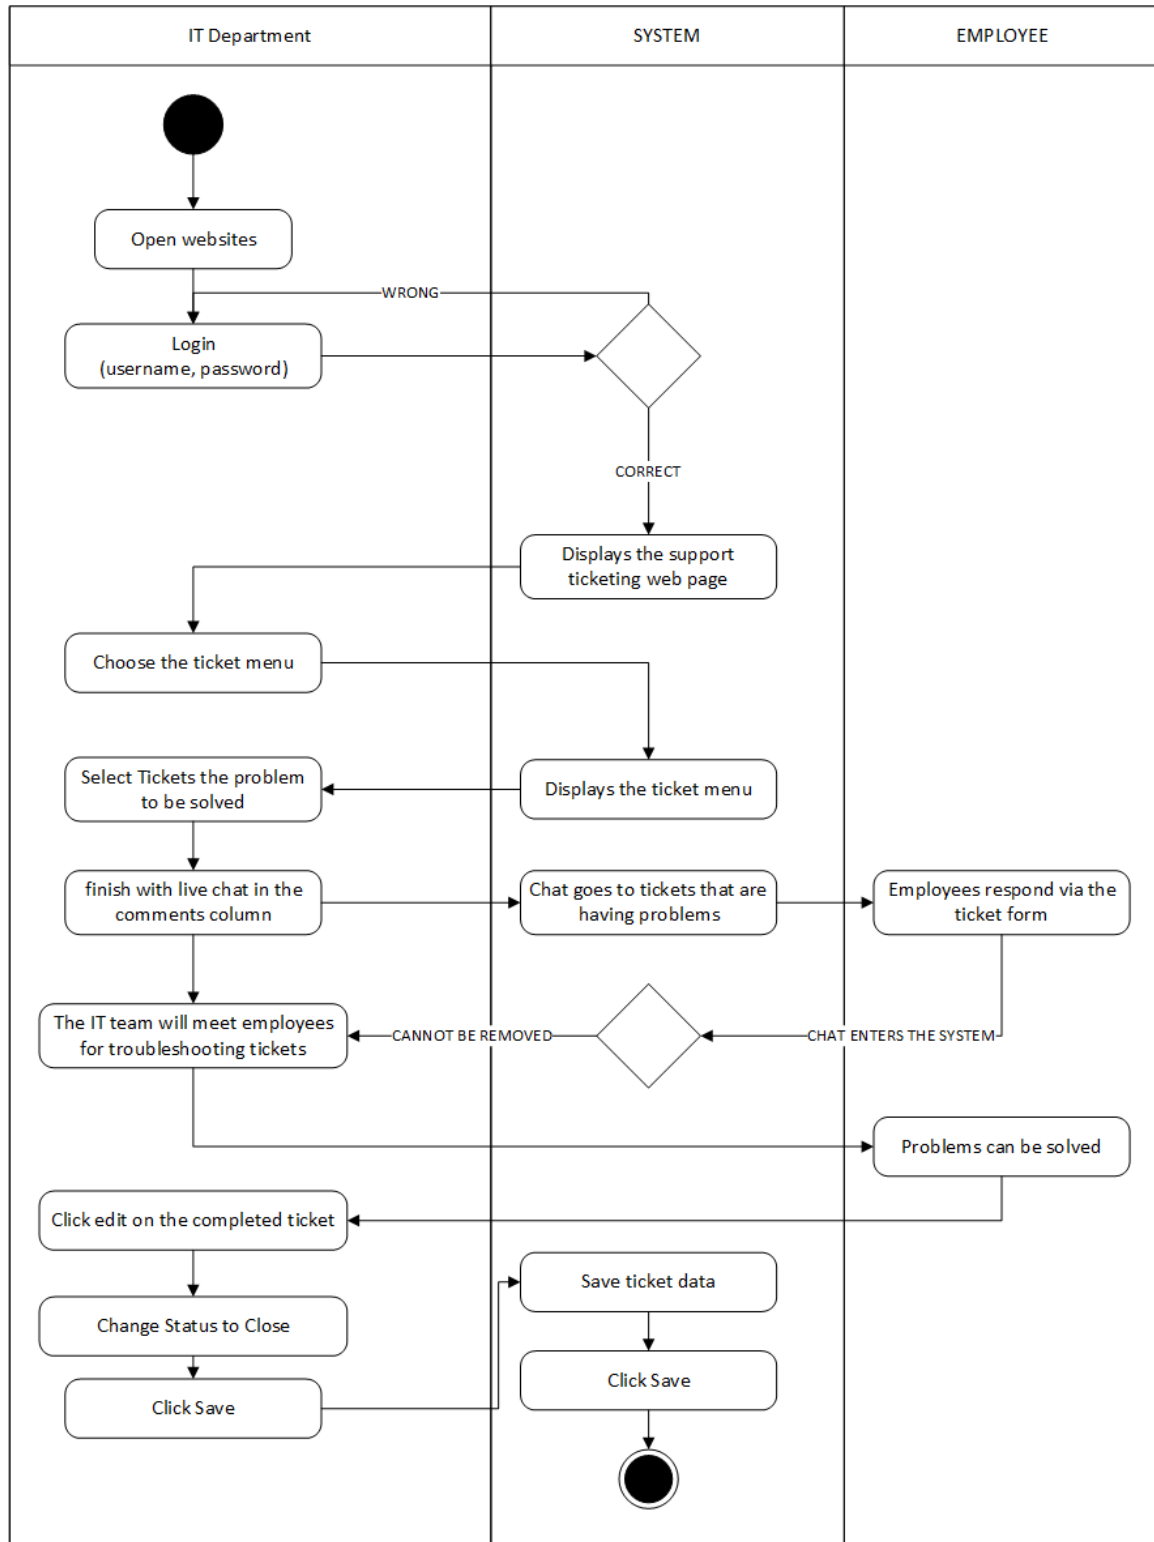 IT Department
SYSTEM
EMPLOYEE
Open websites
WRONG
Login
(username, password)
CORRECT
Displays the support
ticketing web page
Choose the ticket menu
Select Tickets the problem
to be solved
Displays the ticket menu
finish with live chat in the
comments column
Chat goes to tickets that are
having problems
Employees respond via the
ticket form
The IT team will meet employees
for troubleshooting tickets
CANNOT BE REMOVED
CHAT ENTERS THE SYSTEM
Problems can be solved
Click edit on the completed ticket
Save ticket data
Change Status to Close
Click Save
Click Save